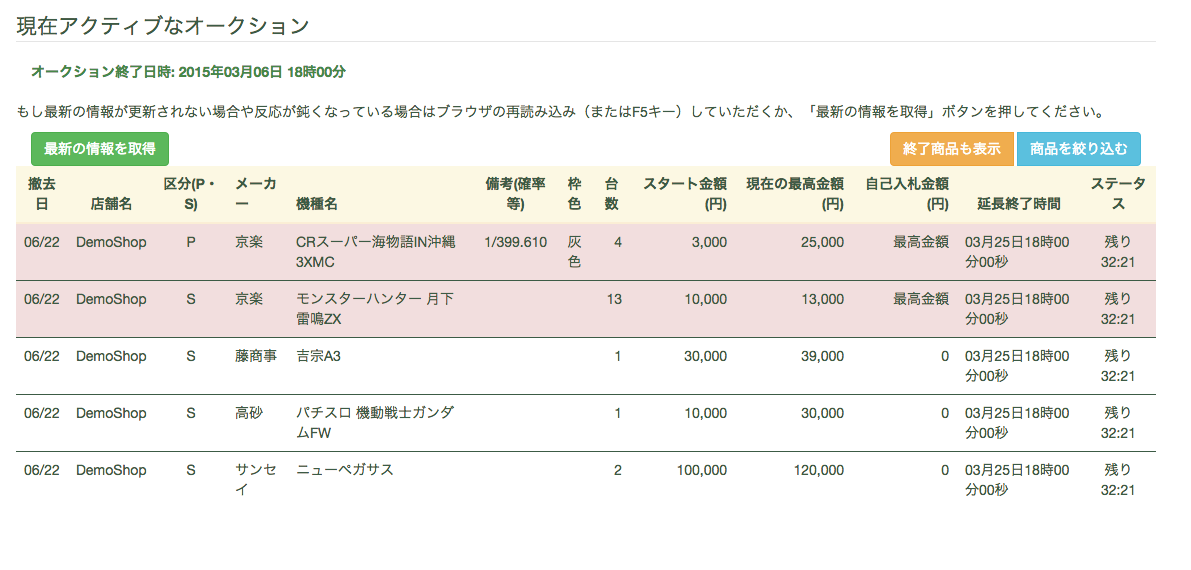 現在アクティブなオークション
オークション終了日時: 2015年03月06日 18時00分
もし最新の情報が更新されない場合や反応が鈍くなっている場合はブラウザの再読み込み（またはF5キー）していただくか、「最新の情報を取得」ボタンを押してください。
最新の情報を取得 終了商品も表示 商品を絞り込む
撤去 区分(P・ メーカ 備考(確率 枠 台 スタート金額 現在の最高金額 自己入札金額 ステータ
日 店舗名 S) ー 機種名 等) 色 数 (円) (円) (円) 延長終了時間 ス
06/22 DemoShop P 京楽 CRスーパー海物語IN沖縄 1/399.610 灰 4 3,000 25,000 最高金額 03月25日18時00 残り
3XMC 色 分00秒 32:21
06/22 DemoShop S 京楽 モンスターハンター 月下 13 10,000 13,000 最高金額 03月25日18時00 残り
雷鳴ZX 分00秒 32:21
06/22 DemoShop S 藤商事 吉宗A3 1 30,000 39,000 0 03月25日18時00 残り
分00秒 32:21
06/22 DemoShop S 高砂 パチスロ 機動戦士ガンダ 1 10,000 30,000 0 03月25日18時00 残り
ムFW 分00秒 32:21
06/22 DemoShop S サンセ ニューペガサス 2 100,000 120,000 0 03月25日18時00 残り
イ 分00秒 32:21